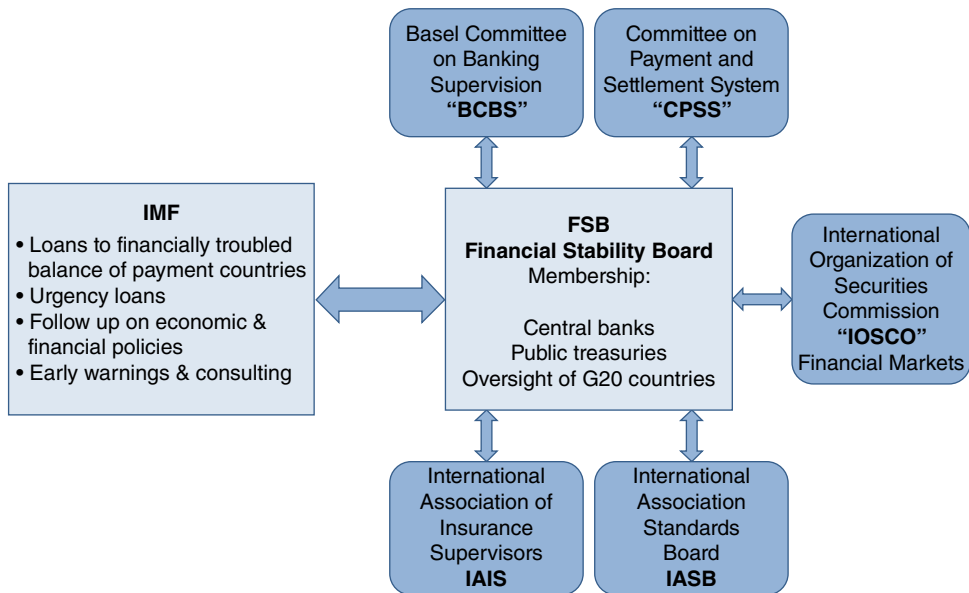 Basel Committee
on Banking
Supervision
“BCBS”
Committee on
Payment and
Settlement System
“CPSS”
IMF
• Loans to financially troubled
balance of payment countries
• Urgency loans
• Follow up on economic &
financial policies
• Early warnings & consulting
FSB
Financial Stability Board
Membership:
Central banks
Public treasuries
Oversight of G20 countries
International
Organization of
Securities
Commission
“IOSCO”
Financial Markets
International
Association of
Insurance
Supervisors
IAIS
International
Association
Standards
Board
IASB